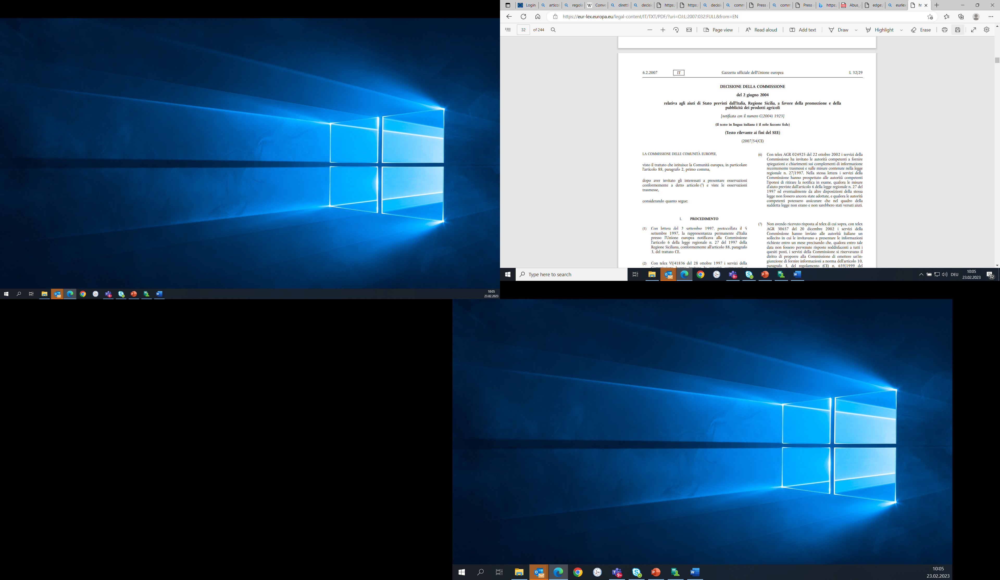 Login
articol
regola
Conve
diretti
decisic
https:/
https:/
decisic
comm
Press
comm
Press
https:/
Abus_
edge:/
eurlex
ht
https://eur-lex.europa.eu/legal-content/IT/TXT/PDF/?uri=OJ:L:2007:032:FULL&from=EN
32 of 244
Page view
Read aloud
Add text
Draw
Highlight
Erase
6.2.2007 IT Gazzetta ufficiale dell'Unione europea L 32/29
DECISIONE DELLA COMMISSIONE
del 2 giugno 2004
relativa agli aiuti di Stato previsti dall'Italia, Regione Sicilia, a favore della promozione e della
pubblicità dei prodotti agricoli
[notificata con il numero C(2004) 1923]
(Il testo in lingua italiana è il solo facente fede)
(Testo rilevante ai fini del SEE)
(2007/54/CE)
LA COMMISSIONE DELLE COMUNITÀ EUROPEE,
visto il trattato che istituisce la Comunità europea, in particolare
l'articolo 88, paragrafo 2, primo comma,
dopo aver invitato gli interessati a presentare osservazioni
conformemente a detto articolo (1) e viste le osservazioni
trasmesse,
considerando quanto segue:
I. PROCEDIMENTO
(1) Con lettera del 2 settembre 1997, protocollata il 5
settembre 1997, la rappresentanza permanente d'Italia
presso l'Unione europea notificava alla Commissione
l'articolo 6 della legge regionale n. 27 del 1997 della
Regione Siciliana, conformemente all'articolo 88, paragrafo
3, del trattato CE.
(2) Con telex VI/41836 del 28 ottobre 1997 i servizi della
Commissione hanno invitato le autorità competenti a
(6) Con telex AGR 024925 del 22 ottobre 2002 i servizi della
Commissione ha invitato le autorità competenti a fornire
spiegazioni e chiarimenti sui complementi di informazione
recentemente trasmessi e sulle misure contenute nella legge
regionale n. 27/1997. Nella stessa lettera i servizi della
Commissione hanno prospettato alle autorità competenti
l'ipotesi di ritirare la notifica in esame, qualora le misure
d'aiuto previste dall'articolo 6 della legge regionale n. 27 del
1997 ed eventualmente da altre disposizioni della stessa
legge non fossero ancora state adottate, e qualora le autorità
competenti potessero assicurare che nel quadro della
suddetta legge non erano e non sarebbero stati versati aiuti.
(7) Non avendo ricevuto risposta al telex di cui sopra, con telex
AGR 30657 del 20 dicembre 2002 i servizi della
Commissione hanno inviato alle autorità italiane un
sollecito in cui le invitavano a presentare le informazioni
richieste entro un mese precisando che, qualora entro tale
data non fossero pervenute risposte soddisfacenti a tutti i
quesiti posti, i servizi della Commissione si riservavano il
diritto di proporre alla Commissione di emettere un'in-
giunzione di fornire informazioni a norma dell'articolo 10,
paragrafo 3, del regolamento (CE) n. 659/1999 del
Type here to search
DEU
10:05
23.02.2023
32
10:05
23.02.2023
10:05
23.02.2023